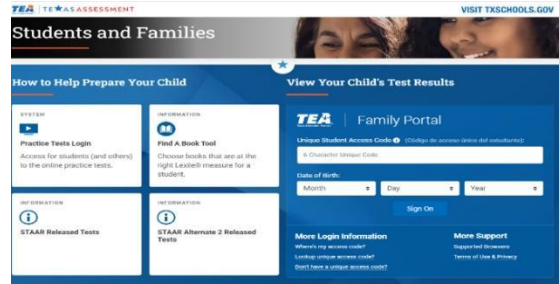 TEA | TE★AS ASSESSMENT
VISIT TXSCHOOLS.GOV
Students and Families
How to Help Prepare Your Child
SYSTEM
Practice Tests Login
Access for students (and others)
to the online practice tests.
INFORMATION
Find A Book Tool
Choose books that are at the
right Lexile® measure for a
student.
INFORMATION
STAAR Released Tests
INFORMATION
STAAR Alternate 2 Released
Tests
View Your Child's Test Results
TEA | Family Portal
Unique Student Access Code (Código de acceso único del estudiante):
6 Character Unique Code
Date of Birth:
Month
Day
Year
Sign On
More Login Information
Where's my access code?
Lookup unique access code?
Don't have a unique access code?
More Support
Supported Browsers
Terms of Use & Privacy